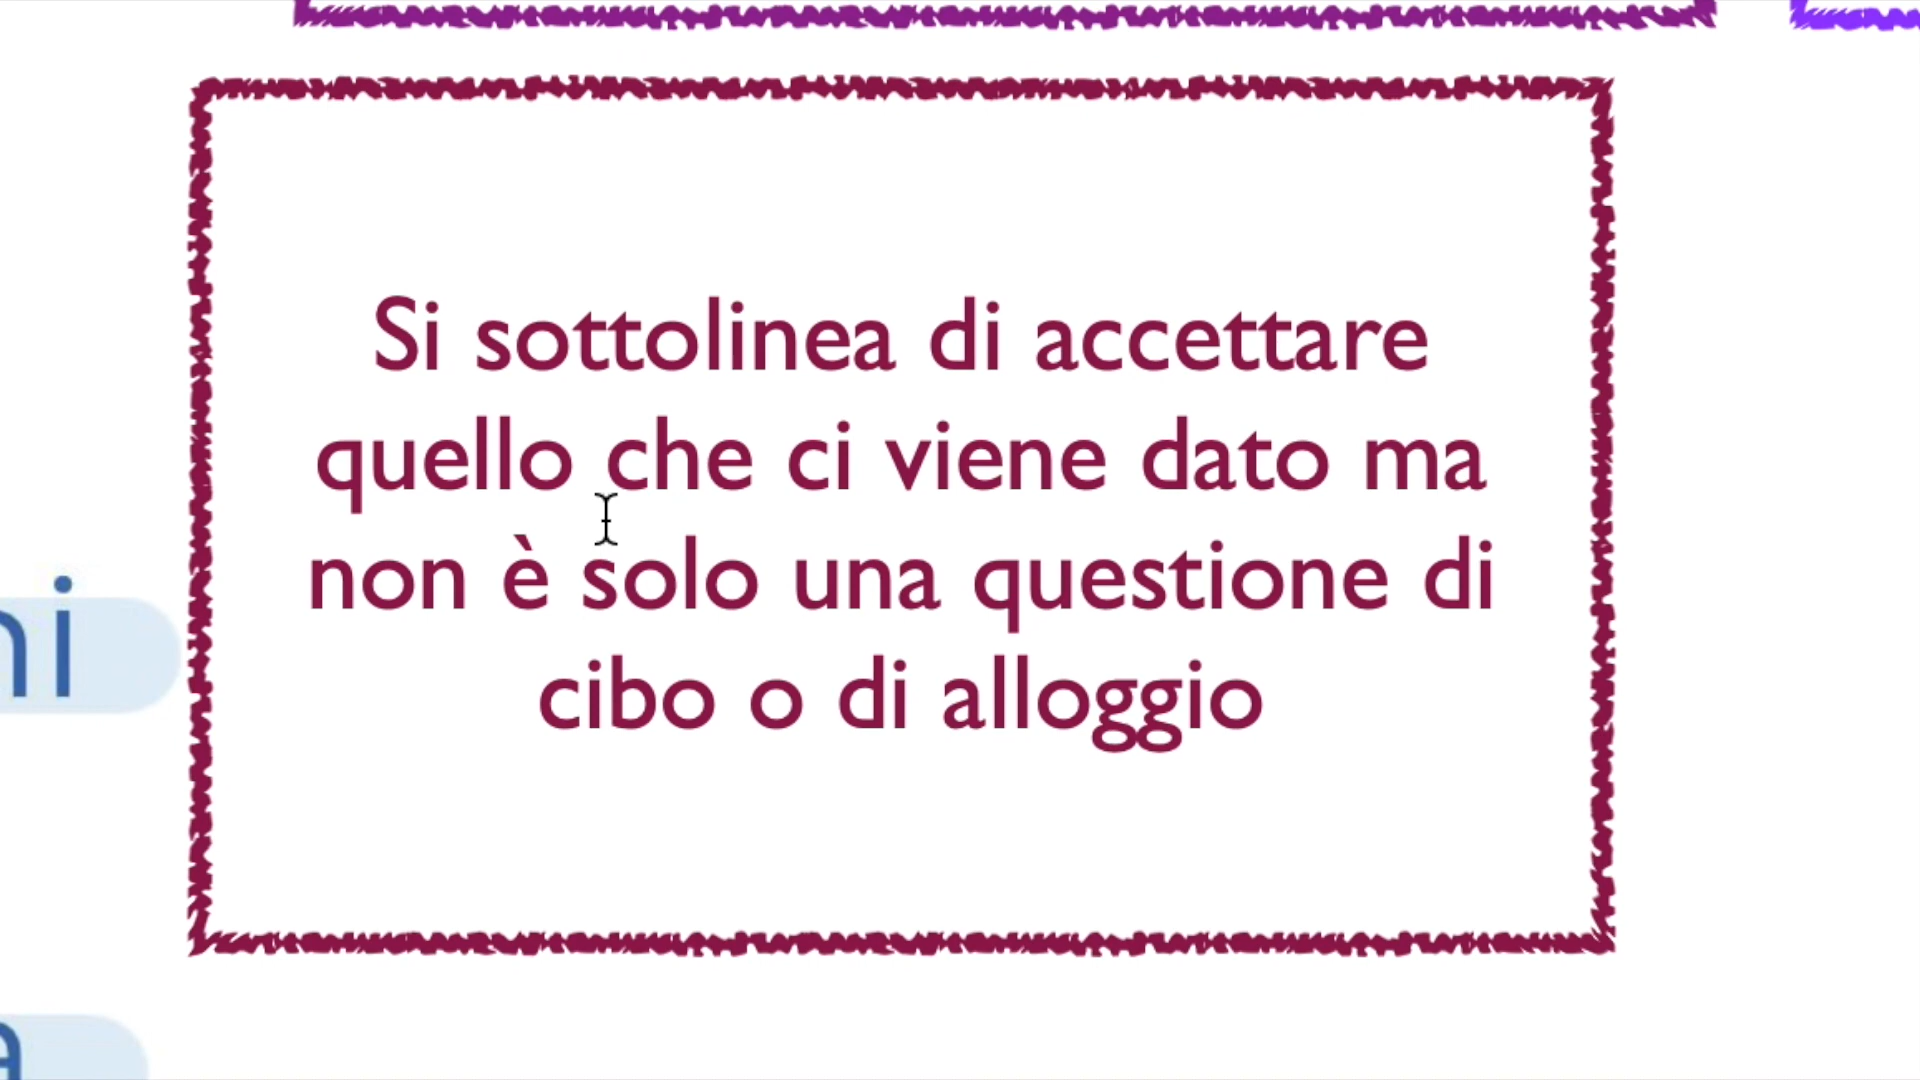 Si sottolinea di accettare
quello che ci viene dato ma
non è solo una questione di
cibo o di alloggio